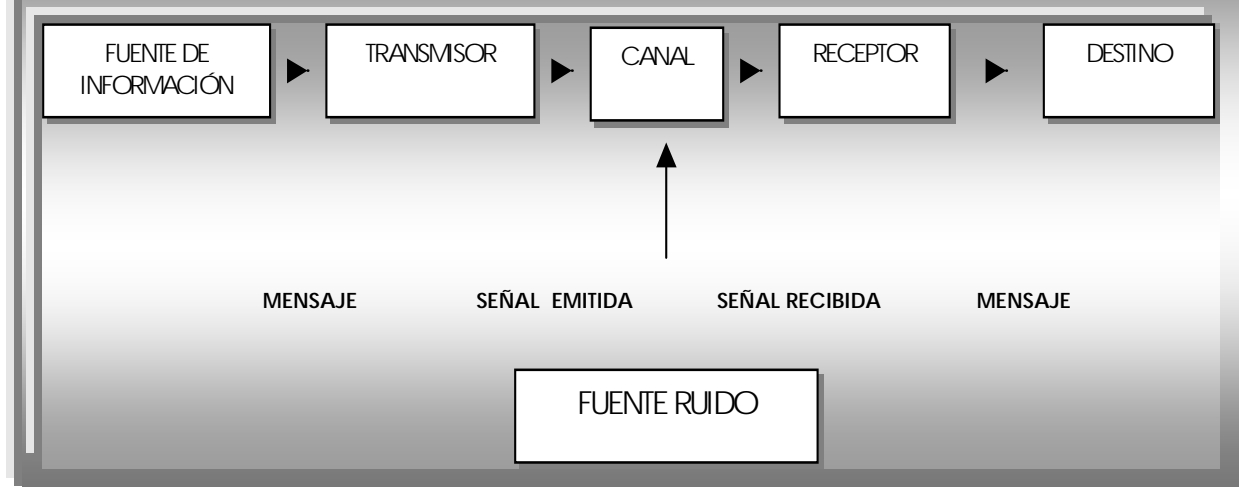 FUENTE DE
INFORMACIÓN
TRANSMISOR
CANAL
RECEPTOR
DESTINO
MENSAJE
SEÑAL EMITIDA
SEÑAL RECIBIDA
MENSAJE
FUENTE RUIDO